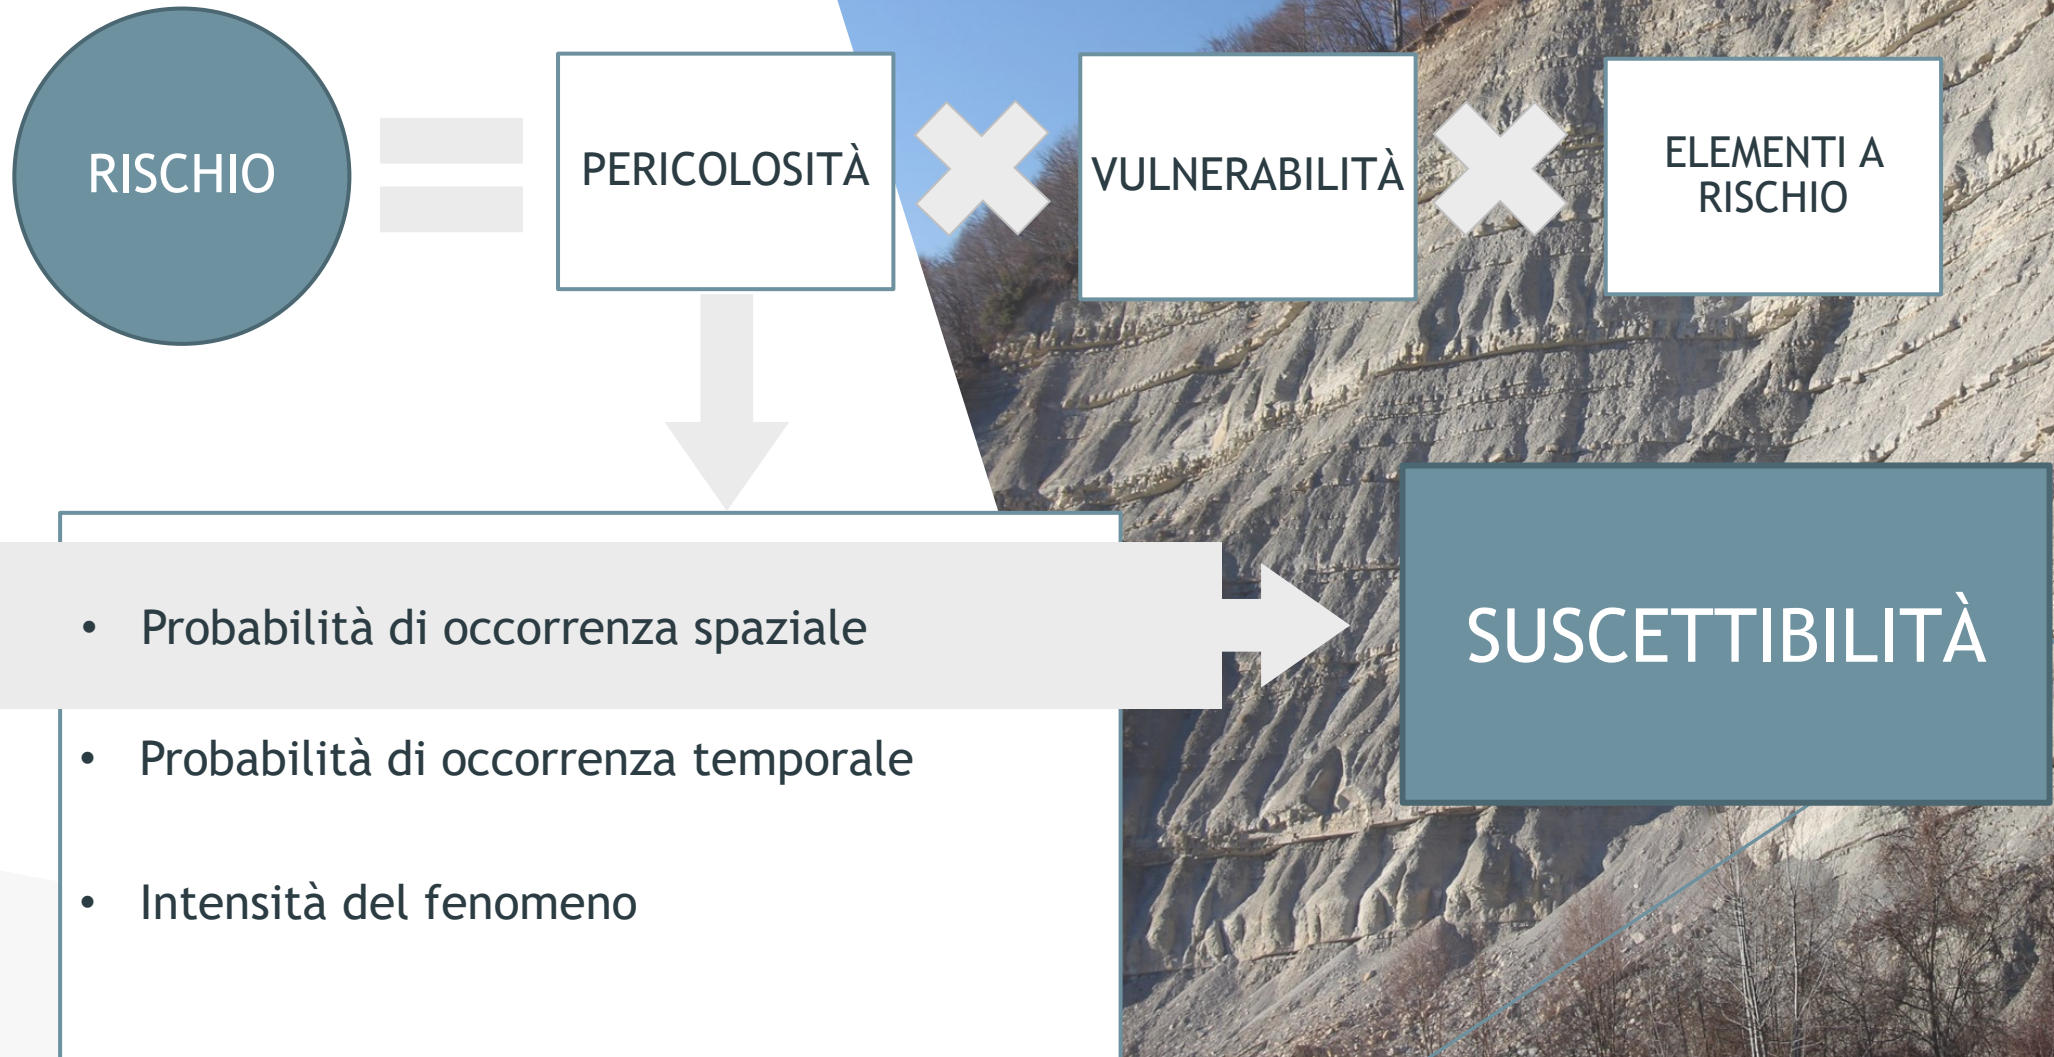 RISCHIO
PERICOLOSITÀ
VULNERABILITÀ
ELEMENTI A
RISCHIO
• Probabilità di occorrenza spaziale
SUSCETTIBILITÀ
• Probabilità di occorrenza temporale
• Intensità del fenomeno